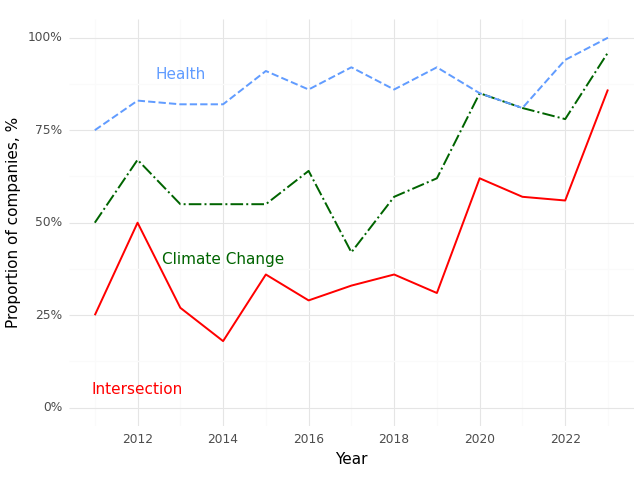 100%
Health
75%
50%
Climate Change
25%
Intersection
0%
2012 2014 2016 2018 2020 2022
Year
Proportion of companies, %